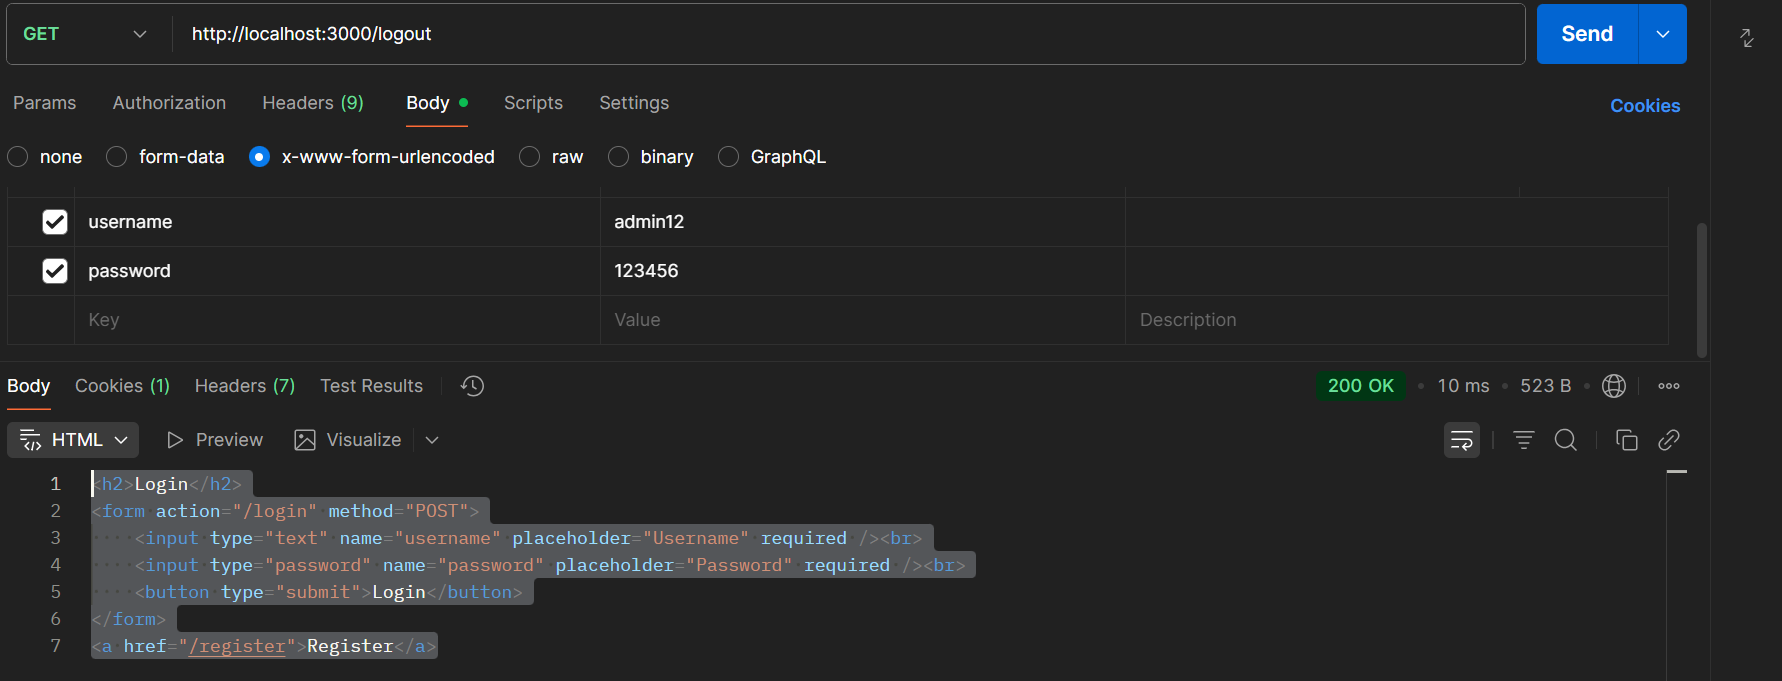 GET http://localhost:3000/logout Send
Params Authorization Headers (9) Body Scripts Settings Cookies
none form-data x-www-form-urlencoded raw binary GraphQL
username admin12
password 123456
Key Value Description
Body Cookies (1) Headers (7) Test Results 200 OK • 10 ms • 523 B •
HTML Preview Visualize
1 <h2>Login</h2>
2 <form action="/login" method="POST">
3 ····<input type="text" name="username" placeholder="Username" required /><br>
4 ····<input type="password" name="password" placeholder="Password" required /><br>
5 ····<button type="submit">Login</button>
6 </form>
7 <a href="/register">Register</a>